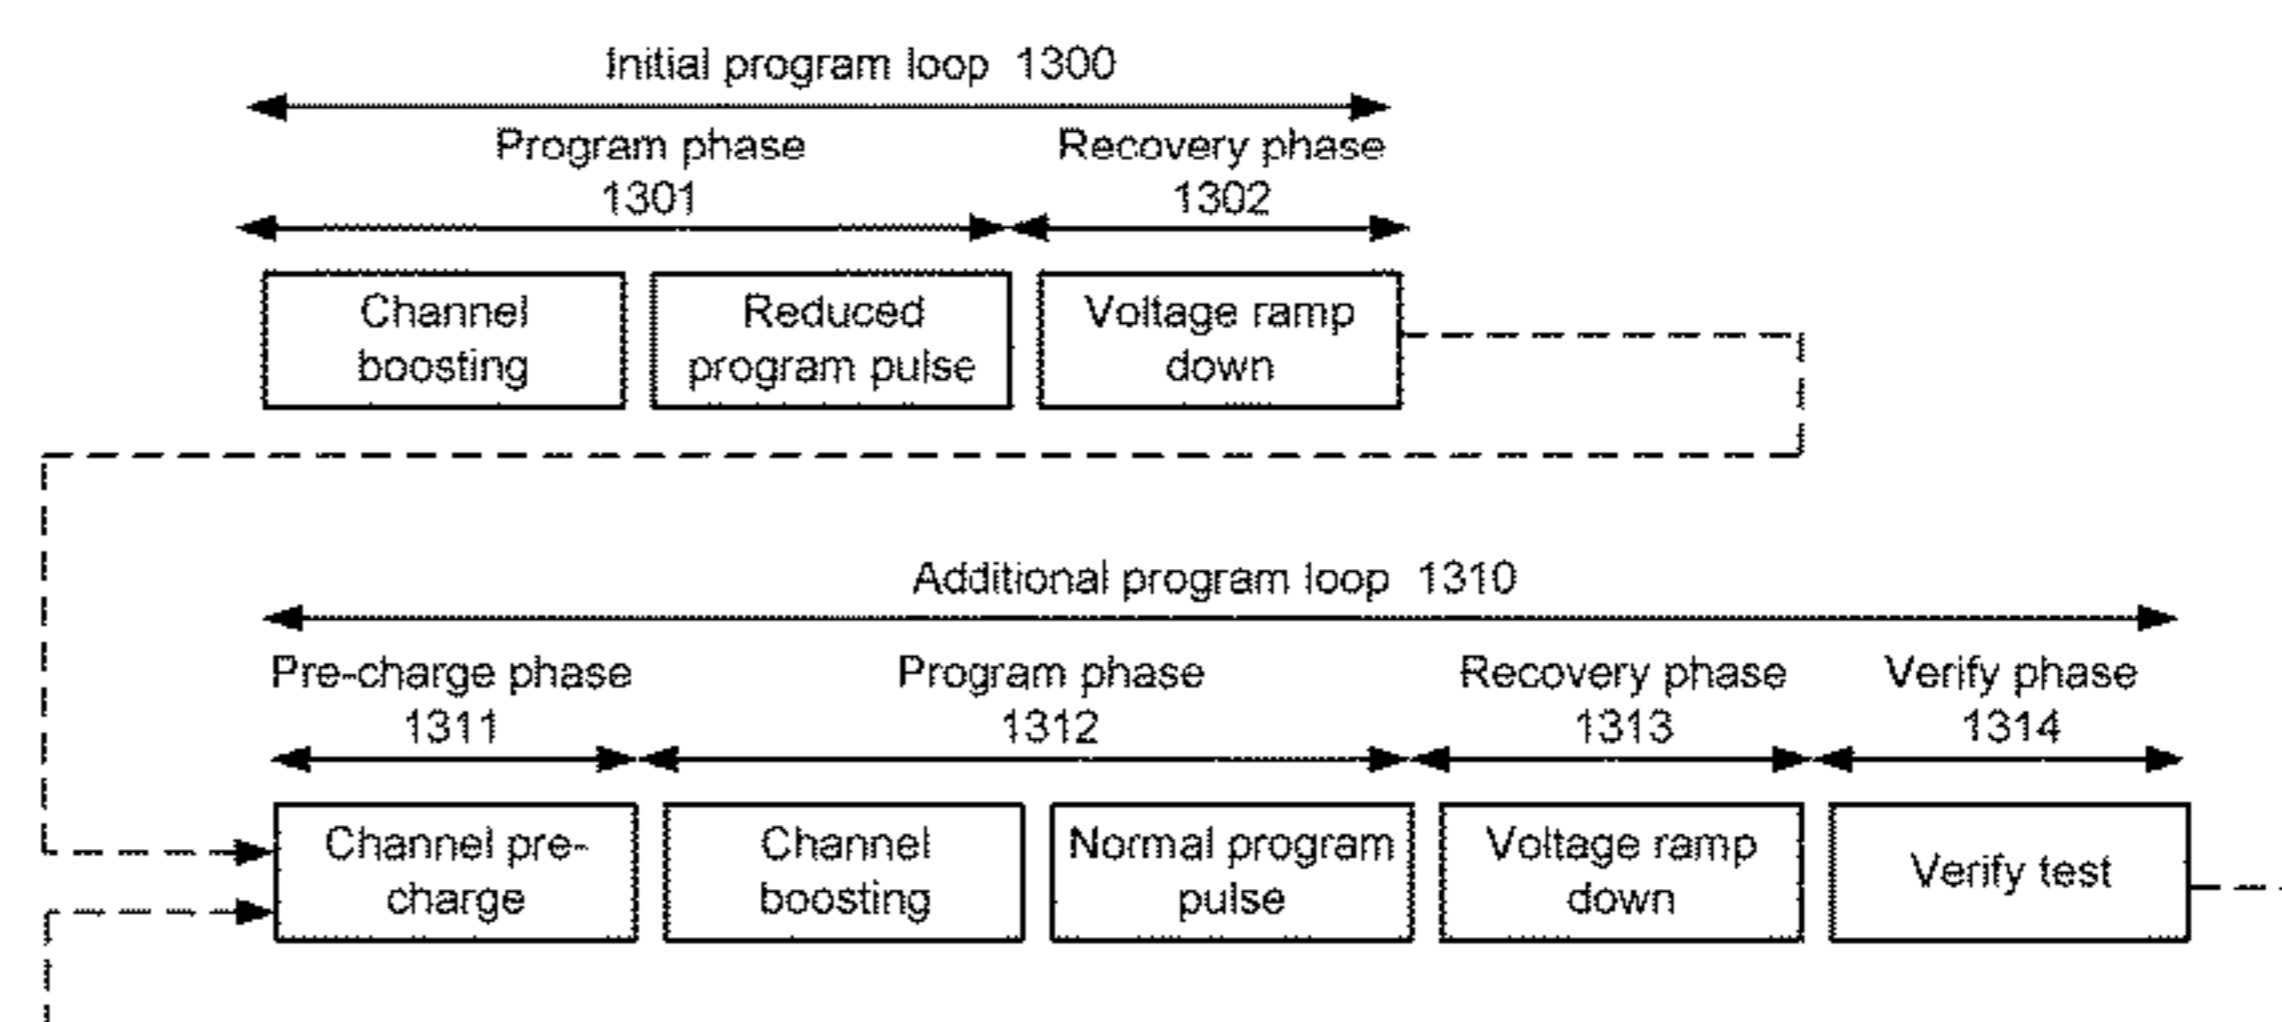 Initial program loop 1300
Program phase
1301
Recovery phase
1302
Channel
boosting
Reduced
program pulse
Voltage ramp
down
Additional program loop 1310
Pre-charge phase
1311
Program phase
1312
Recovery phase
1313
Verify phase
1314
Channel pre-
charge
Channel
boosting
Normal program
pulse
Voltage ramp
down
Verify test